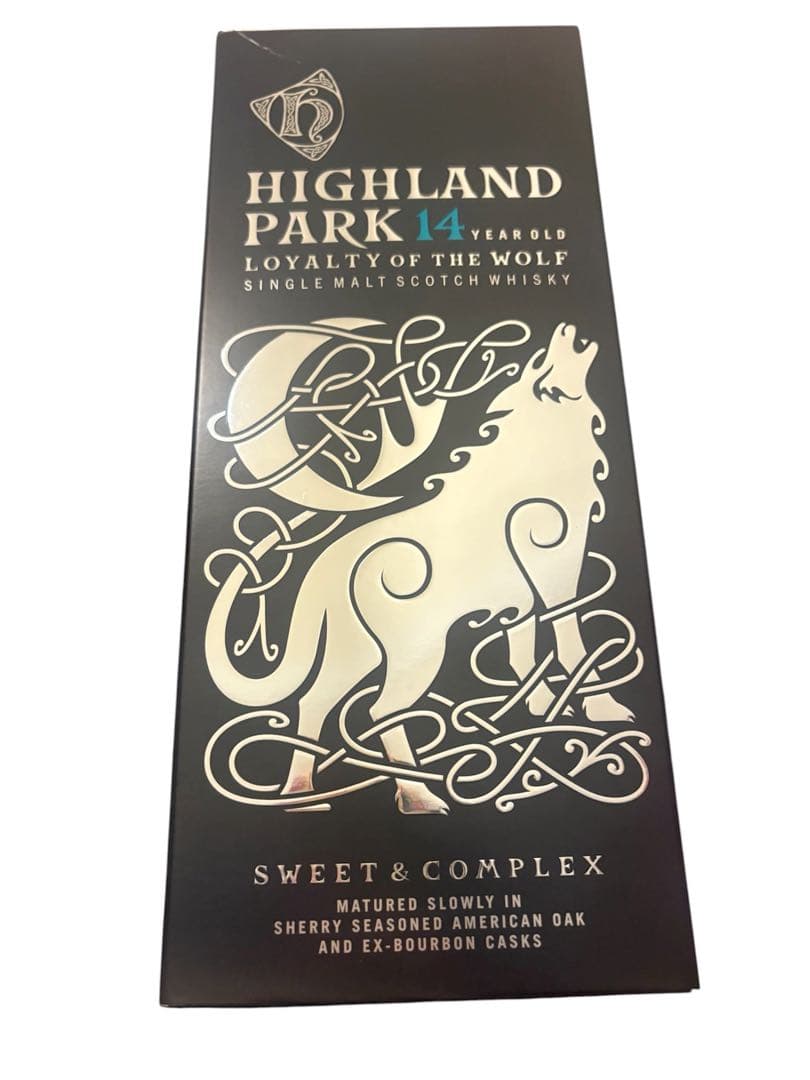 H
HIGHLAND
PARK 14 YEAR OLD
LOYALTY OF THE WOLF
SINGLE MALT SCOTCH WHISKY
SWEET & COMPLEX
MATURED SLOWLY IN
SHERRY SEASONED AMERICAN OAK
AND EX-BOURBON CASKS